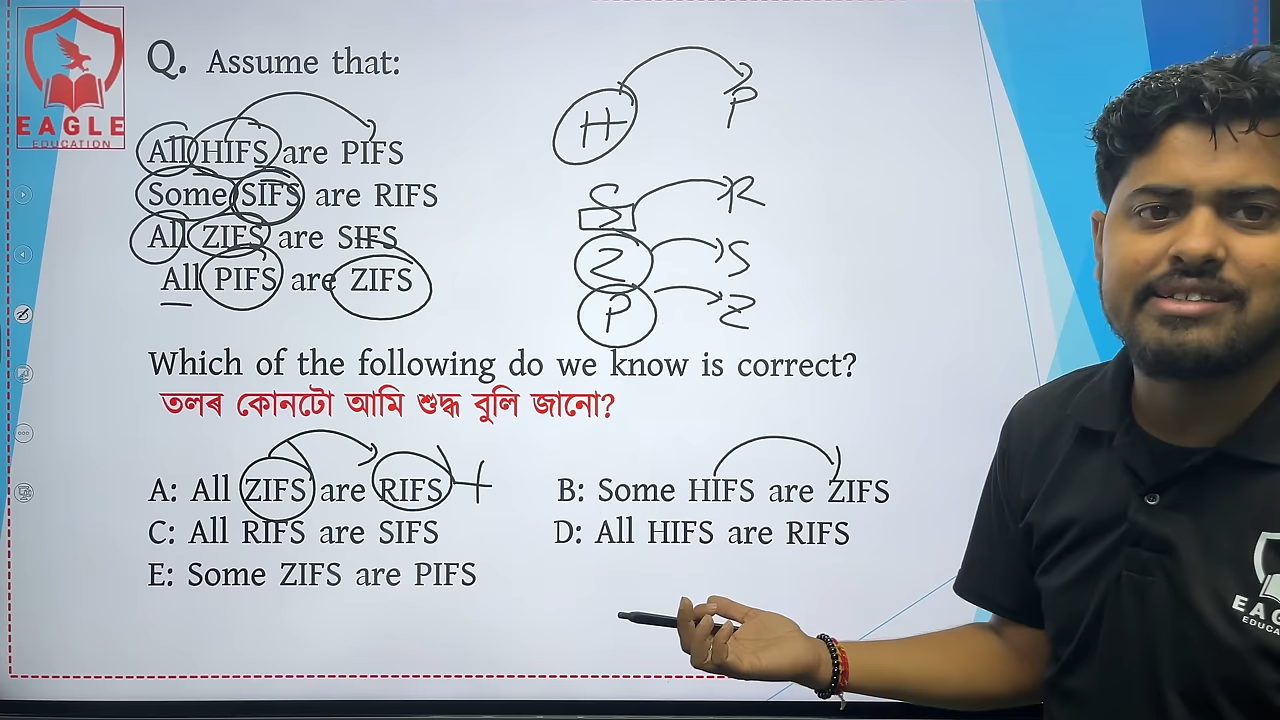 EAGLE
EDUCATION
Q. Assume that:
All HIFS are PIFS
Some SIFS are RIFS
All ZIFS are SIFS
All PIFS are ZIFS
H P
S R
Z S
P Z
Which of the following do we know is correct?
তলৰ কোনটো আমি শুদ্ধ বুলি জানো?
A: All ZIFS are RIFS B: Some HIFS are ZIFS
C: All RIFS are SIFS D: All HIFS are RIFS
E: Some ZIFS are PIFS